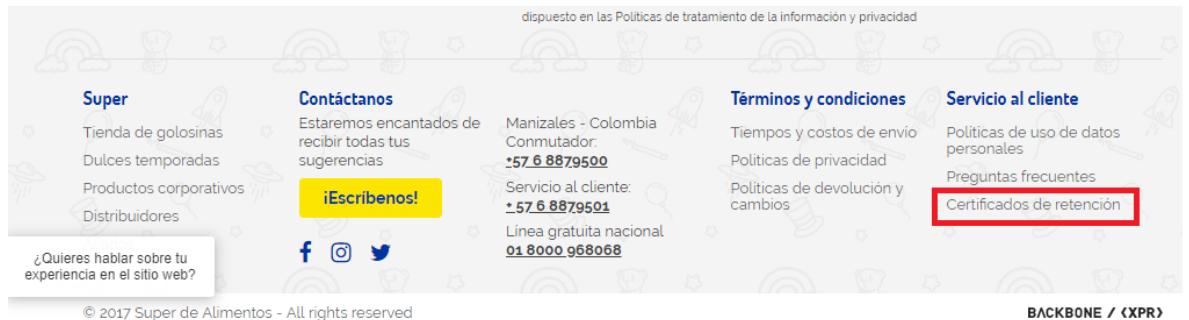 dispuesto en las Políticas de tratamiento de la información y privacidad
Super
Tienda de golosinas
Dulces temporadas
Productos corporativos
Distribuidores
Contáctanos
Estaremos encantados de
recibir todas tus
sugerencias
¡Escríbenos!
Manizales - Colombia
Conmutador:
+57 6 8879500
Servicio al cliente:
+ 57 6 8879501
Línea gratuita nacional
01 8000 968068
Términos y condiciones
Tiempos y costos de envío
Políticas de privacidad
Políticas de devolución y
cambios
Servicio al cliente
Políticas de uso de datos
personales
Preguntas frecuentes
Certificados de retención
¿Quieres hablar sobre tu
experiencia en el sitio web?
© 2017 Super de Alimentos - All rights reserved
BACKBONE / {XPR}